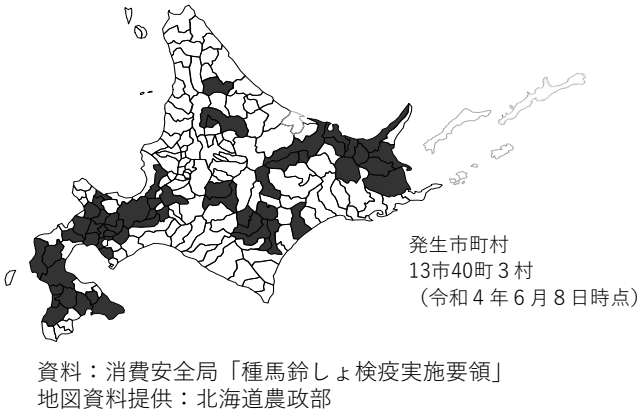 発生市町村
13市40町３村
（令和４年６月８日時点）
資料：消費安全局「種馬鈴しょ検疫実施要領」
地図資料提供：北海道農政部